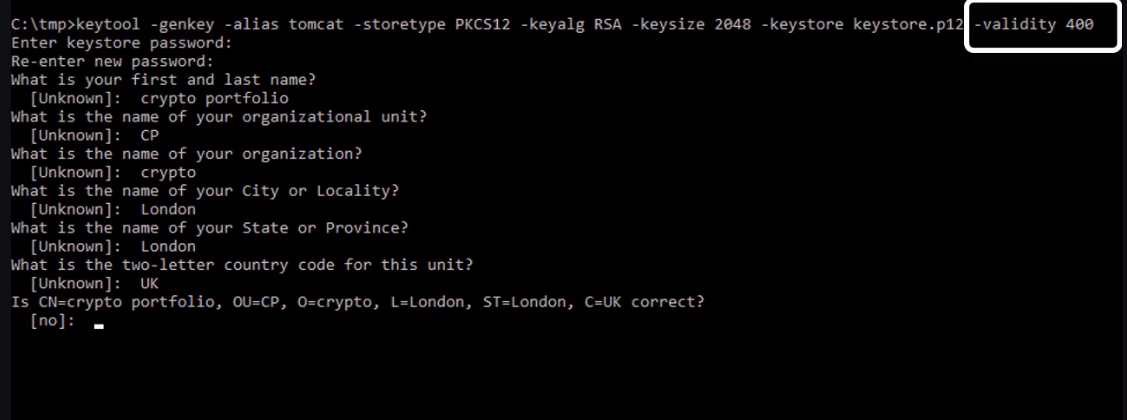 C:\tmp>keytool -genkey -alias tomcat -storetype PKCS12 -keyalg RSA -keysize 2048 -keystore keystore.p12 -validity 400
Enter keystore password:
Re-enter new password:
What is your first and last name?
  [Unknown]:  crypto portfolio
What is the name of your organizational unit?
  [Unknown]:  CP
What is the name of your organization?
  [Unknown]:  crypto
What is the name of your City or Locality?
  [Unknown]:  London
What is the name of your State or Province?
  [Unknown]:  London
What is the two-letter country code for this unit?
  [Unknown]:  UK
Is CN=crypto portfolio, OU=CP, O=crypto, L=London, ST=London, C=UK correct?
  [no]: